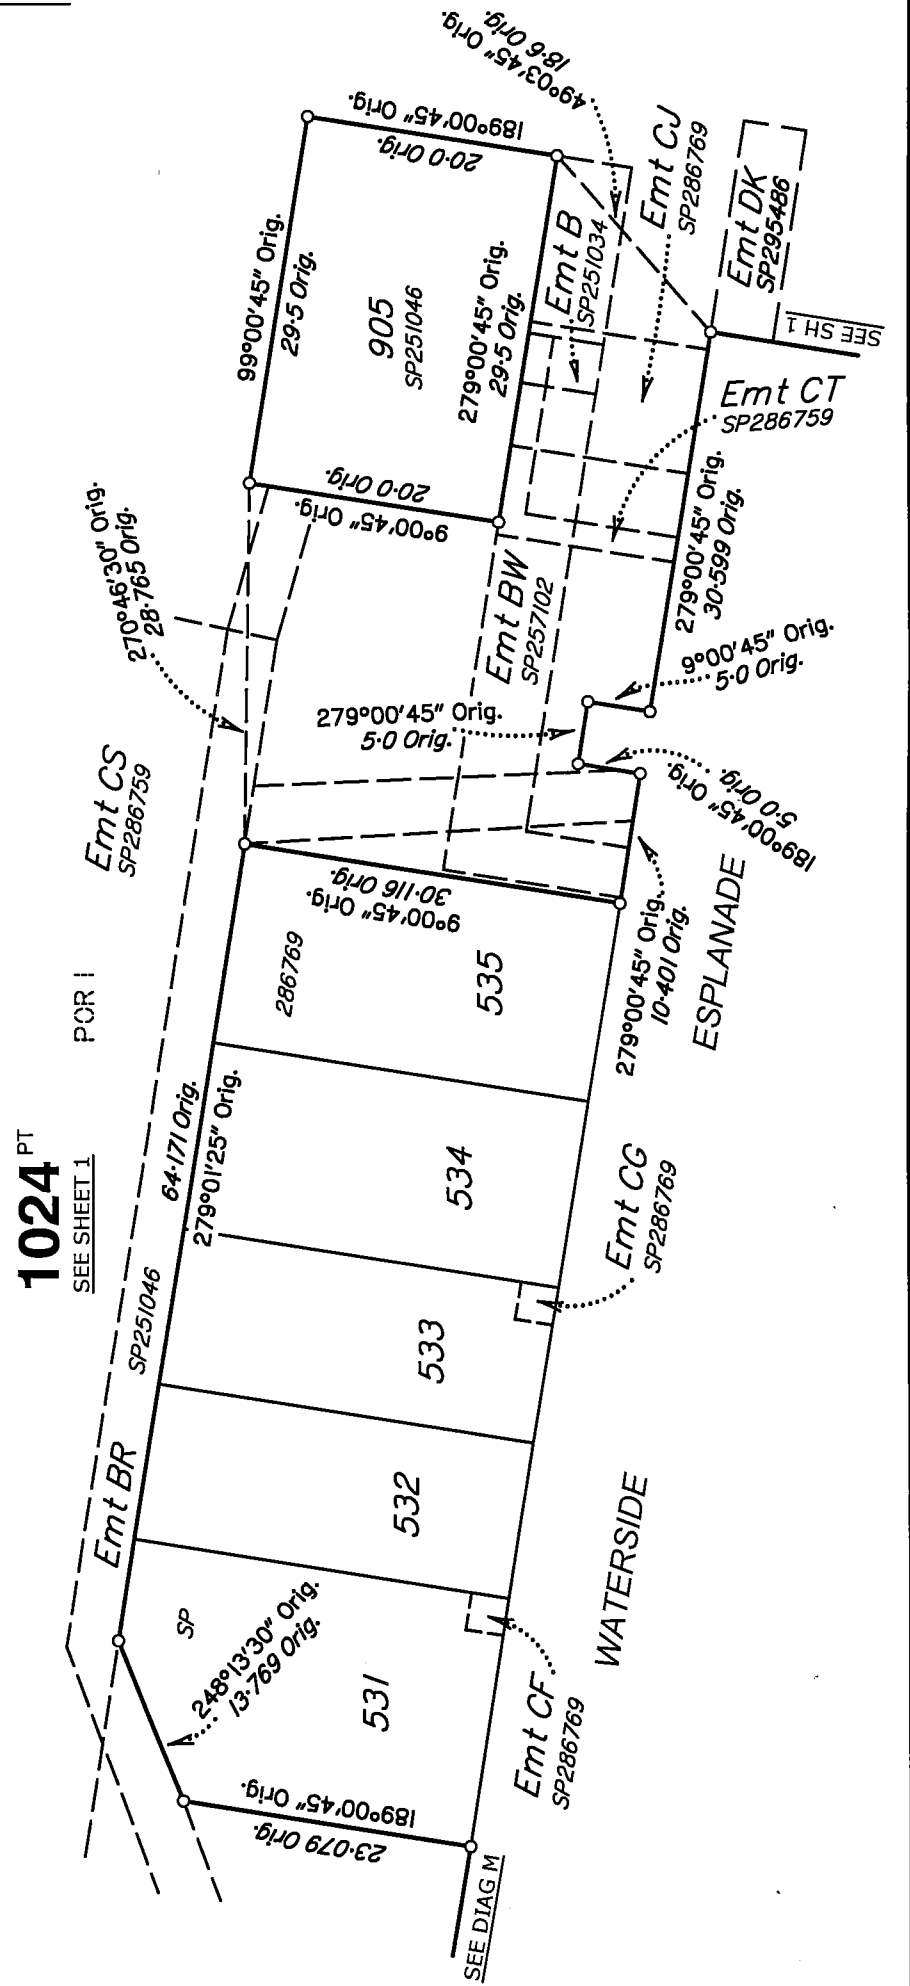 1024 PT
SEE SHEET 1
POR 1
Emt CS
SP286759
270°46'30" Orig.
28·765 Orig.
99°00'45" Orig.
29·5 Orig.
189°00'45" Orig.
20·0 Orig.
49°03'45" Orig.
18·6 Orig.
905
SP251046
20·0 Orig.
9°00'45" Orig.
279°00'45" Orig.
29·5 Orig.
Emt B
SP251034
Emt CJ
SP286769
Emt DK
SP295486
SEE SH 1
Emt CT
SP286759
279°00'45" Orig.
30·599 Orig.
Emt BW
SP257102
9°00'45" Orig.
5·0 Orig.
279°00'45" Orig.
5·0 Orig.
189°00'45" Orig.
5·0 Orig.
30·116 Orig.
9°00'45" Orig.
279°00'45" Orig.
10·401 Orig.
ESPLANADE
286769
535
64·171 Orig.
279°01'25" Orig.
534
Emt CG
SP286769
SP251046
533
Emt BR
532
WATERSIDE
SP
248°13'30" Orig.
13·769 Orig.
531
Emt CF
SP286769
189°00'45" Orig.
23·079 Orig.
SEE DIAG M